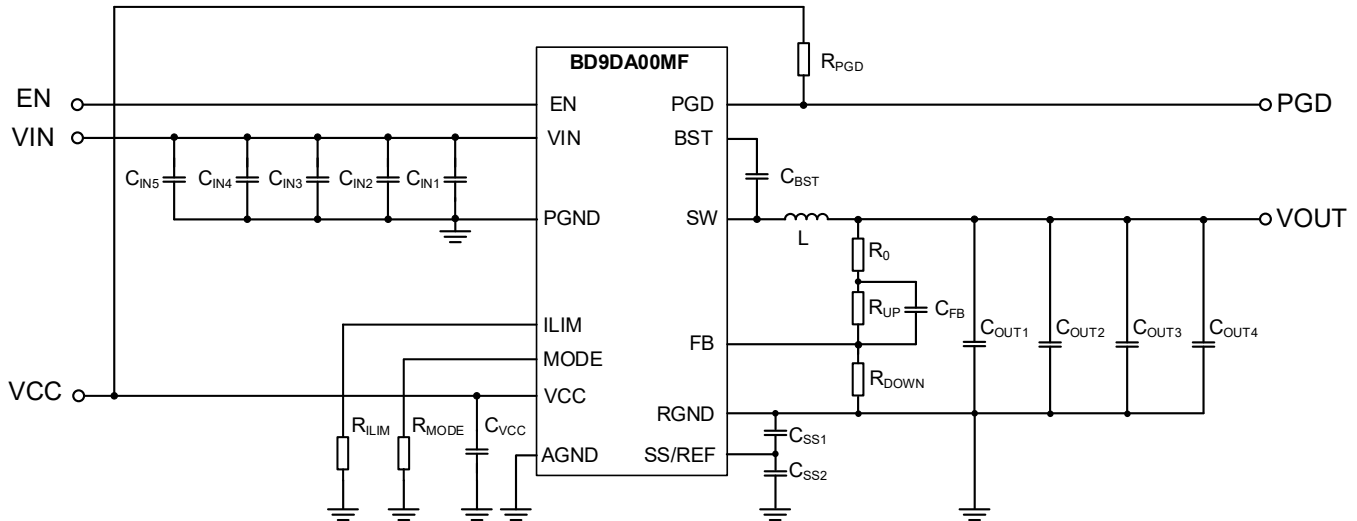 BD9DA00MF
R_PGD
EN
EN
PGD
PGD
VIN
VIN
BST
C_IN5
C_IN4
C_IN3
C_IN2
C_IN1
C_BST
PGND
SW
VOUT
L
R_0
R_UP
C_FB
ILIM
FB
C_OUT1
C_OUT2
C_OUT3
C_OUT4
MODE
R_DOWN
VCC
VCC
RGND
R_ILIM
R_MODE
C_VCC
C_SS1
AGND
SS/REF
C_SS2